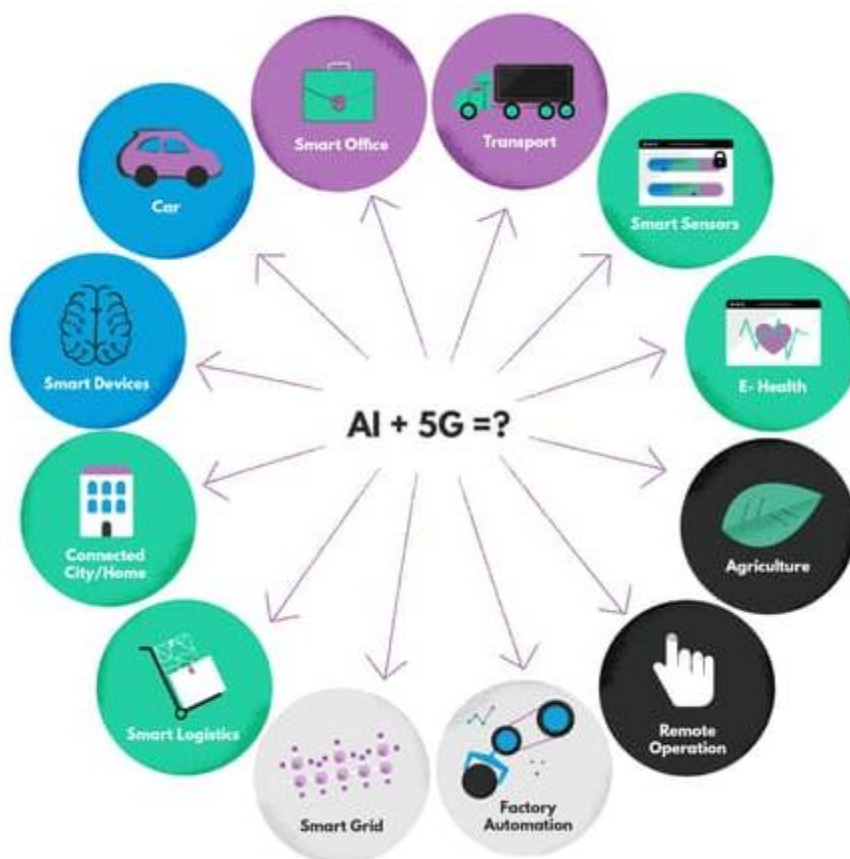 Smart Office
Transport
Car
Smart Sensors
Smart Devices
E- Health
AI + 5G =?
Connected
City/Home
Agriculture
Smart Logistics
Remote
Operation
Smart Grid
Factory
Automation